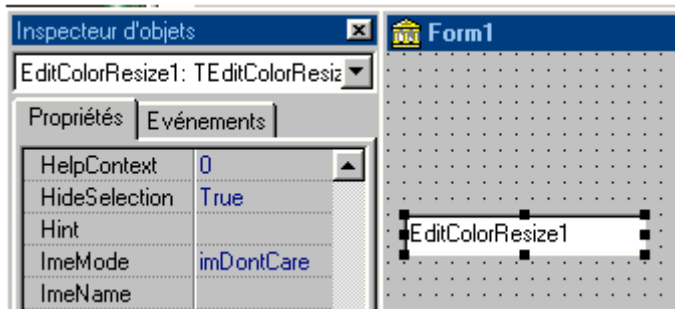 Inspecteur d'objets
EditColorResize1: TEditColorResiz
Propriétés
Evénements
HelpContext 0
HideSelection True
Hint
ImeMode imDontCare
ImeName
Form1
EditColorResize1